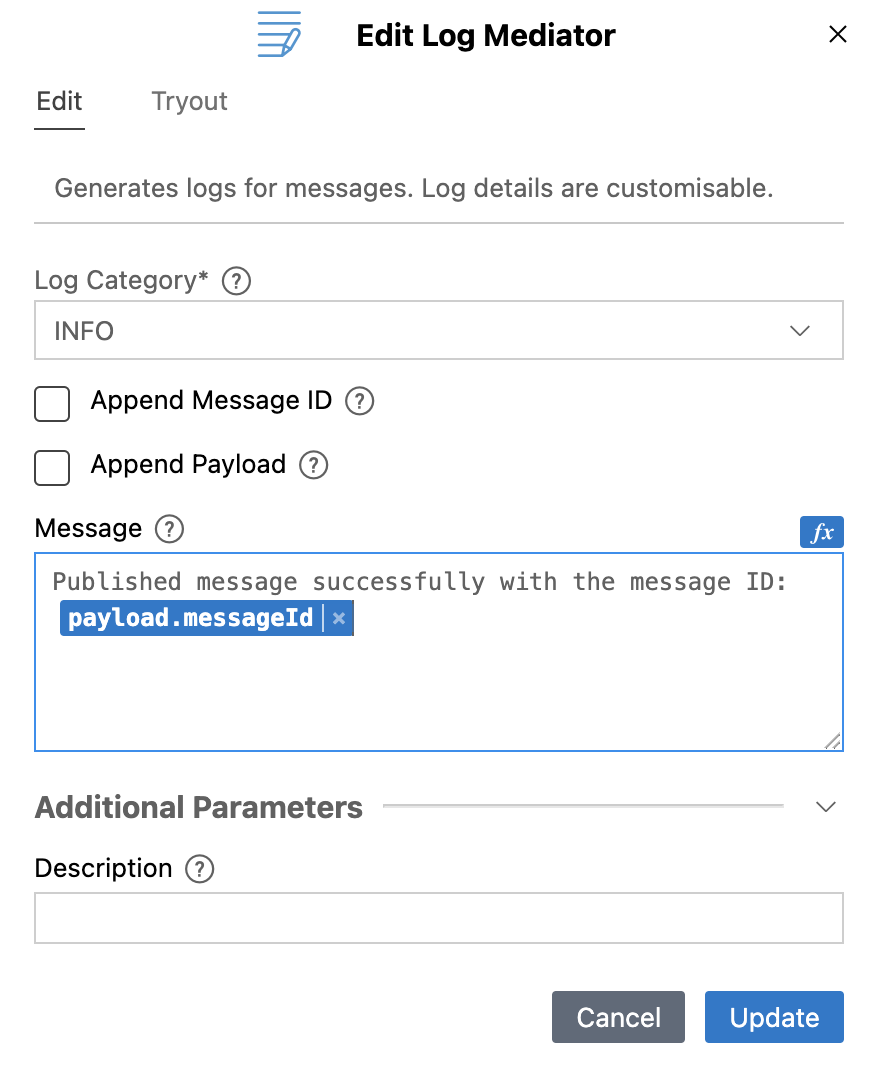 Edit Log Mediator
Edit Tryout
Generates logs for messages. Log details are customisable.
Log Category* ?
INFO
Append Message ID ?
Append Payload ?
Message ?
fx
Published message successfully with the message ID:
payload.messageId ×
Additional Parameters
Description ?
Cancel Update